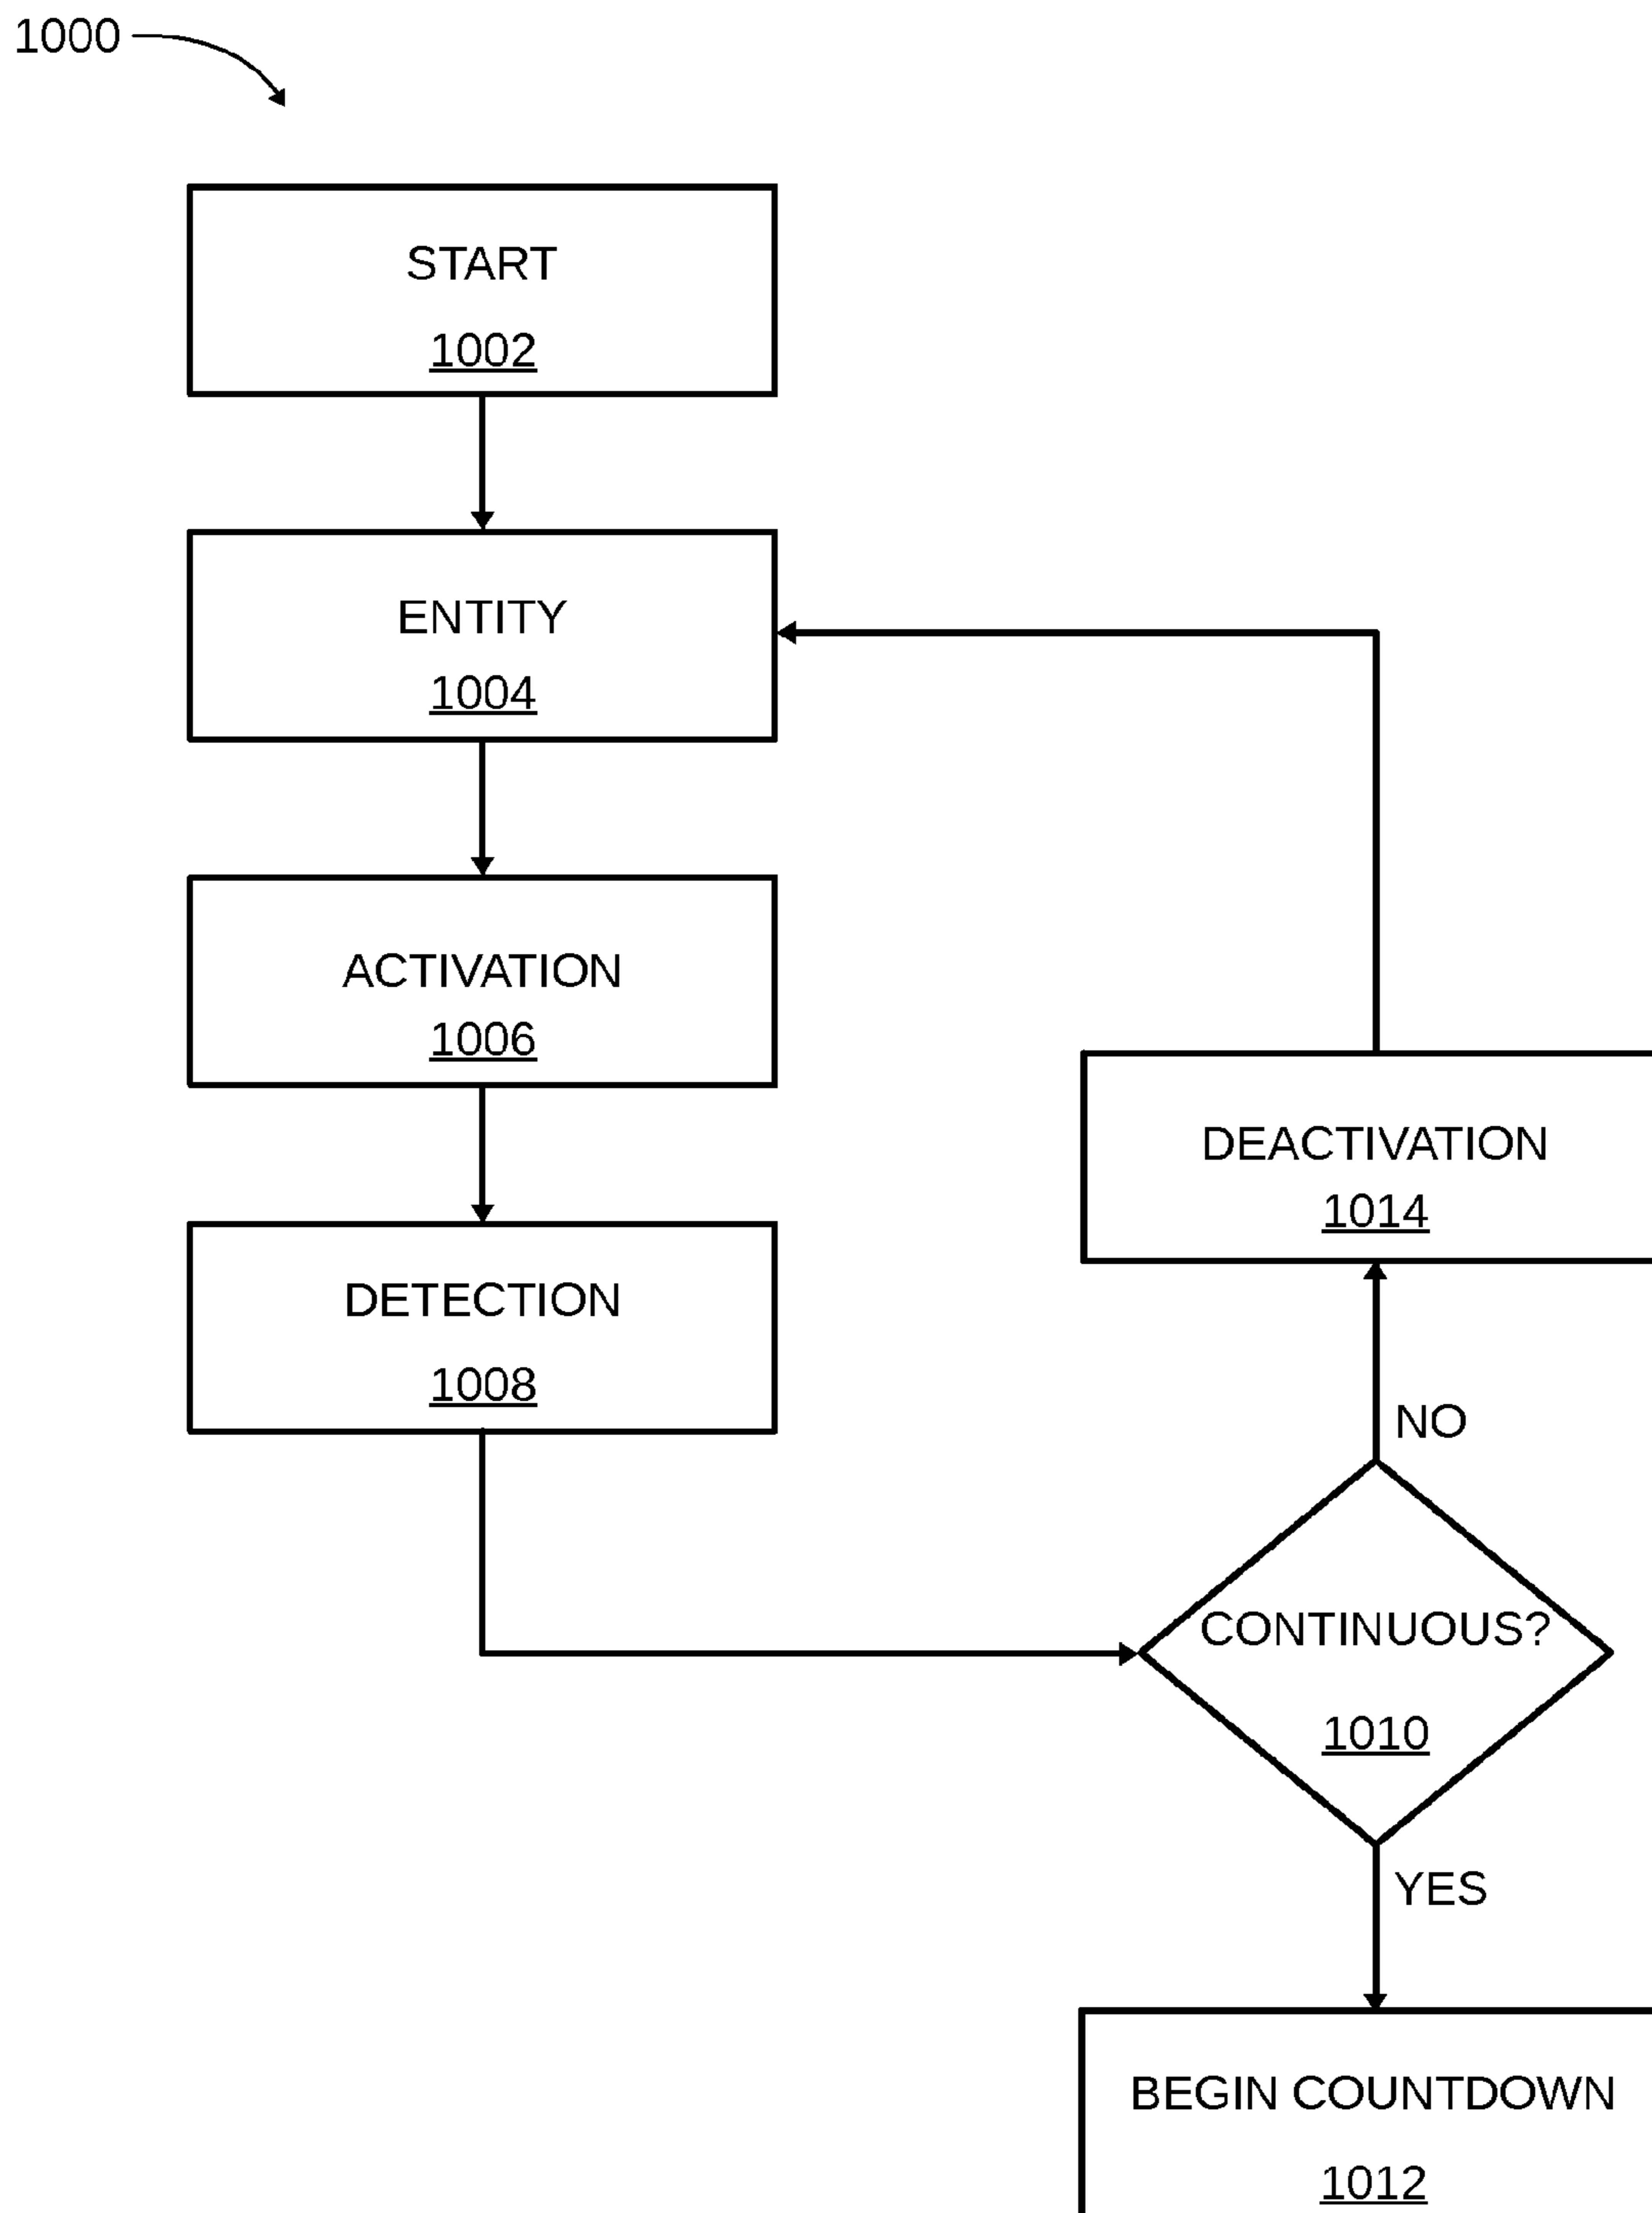 1000
START
1002
ENTITY
1004
ACTIVATION
1006
DETECTION
1008
DEACTIVATION
1014
NO
CONTINUOUS?
1010
YES
BEGIN COUNTDOWN
1012